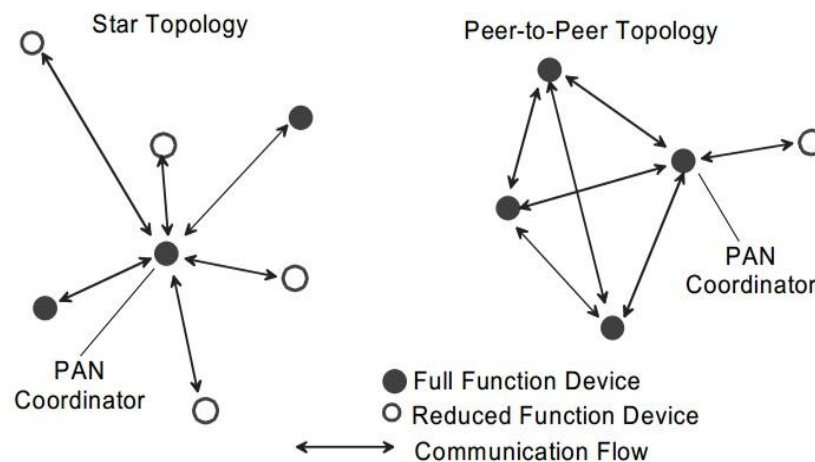 Star Topology
Peer-to-Peer Topology
PAN
Coordinator
PAN
Coordinator
Full Function Device
Reduced Function Device
Communication Flow